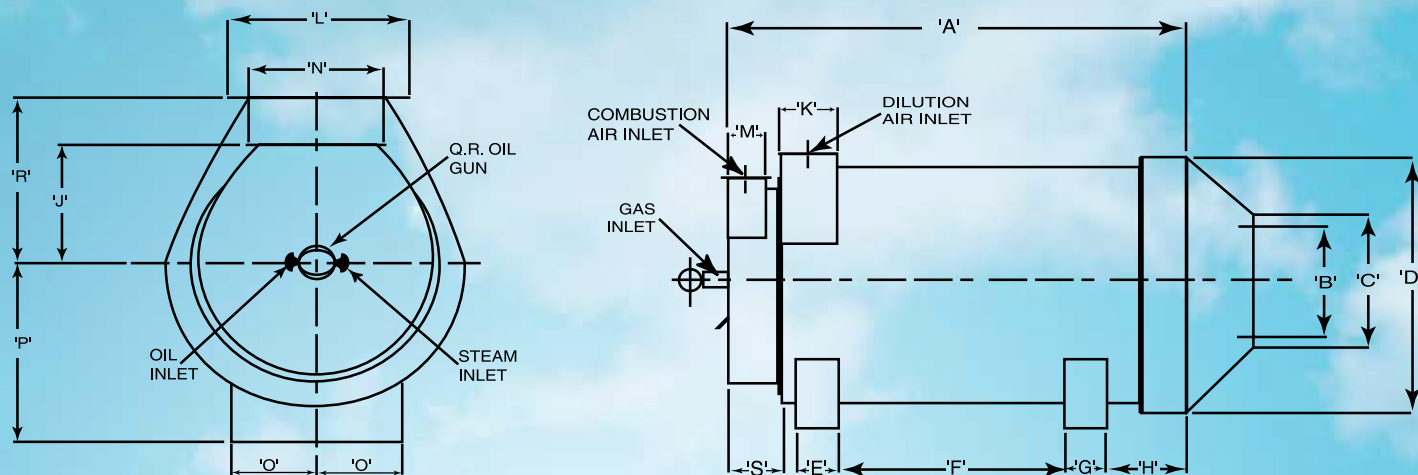 'L'
'N'
Q.R. OIL
GUN
'R'
'J'
'P'
OIL
INLET
STEAM
INLET
'O'
'O'
'A'
COMBUSTION
AIR INLET
'M'
'K'
DILUTION
AIR INLET
GAS
INLET
'B'
'C'
'D
'S'
'E'
'F'
'G'
'H'